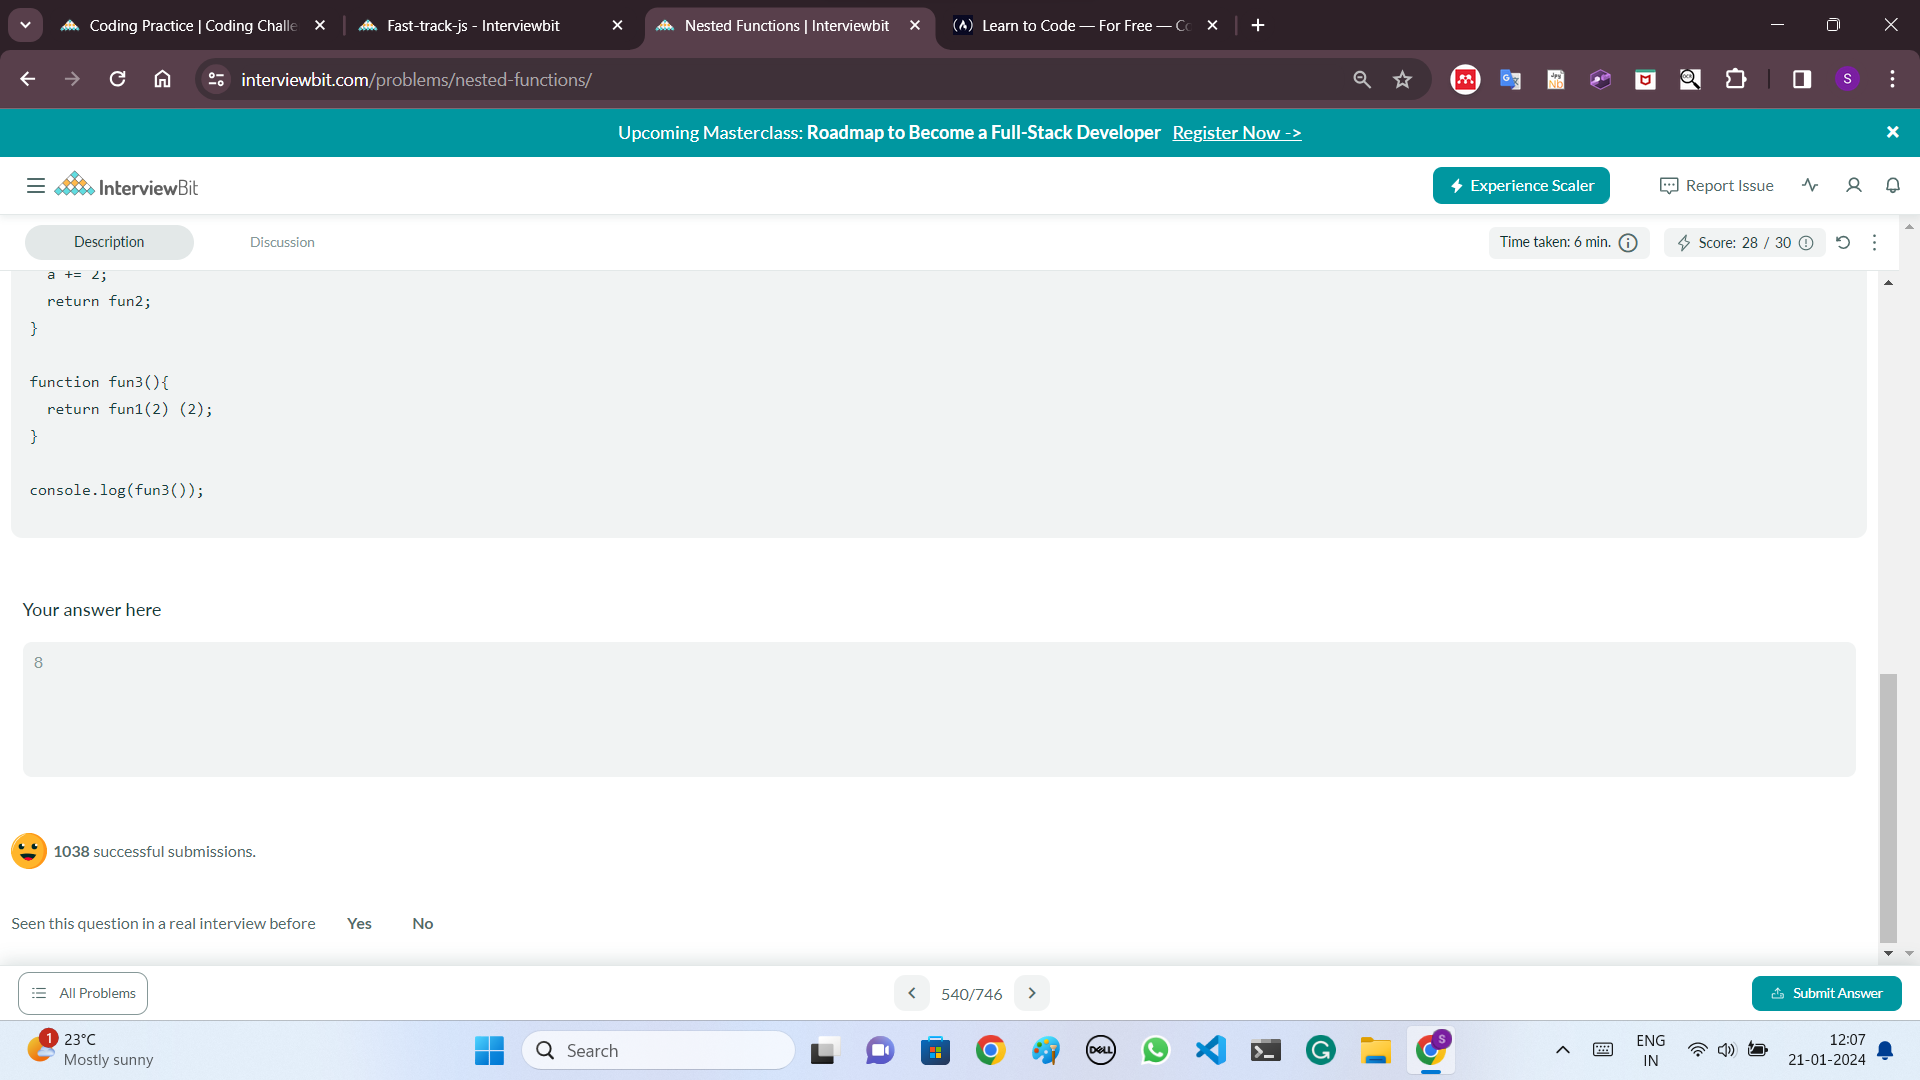 Coding Practice | Coding Challe
Fast-track-js - Interviewbit
Nested Functions | Interviewbit
Learn to Code — For Free — Co
interviewbit.com/problems/nested-functions/
S
Upcoming Masterclass: Roadmap to Become a Full-Stack Developer Register Now ->
InterviewBit
Experience Scaler
Report Issue
Description
Discussion
Time taken: 6 min.
Score: 28 / 30
a += 2;
return fun2;
}
function fun3(){
return fun1(2) (2);
}
console.log(fun3());
Your answer here
8
1038 successful submissions.
Seen this question in a real interview before Yes No
All Problems
540/746
Submit Answer
1
23°C
Mostly sunny
Search
DELL
S
ENG
IN
12:07
21-01-2024